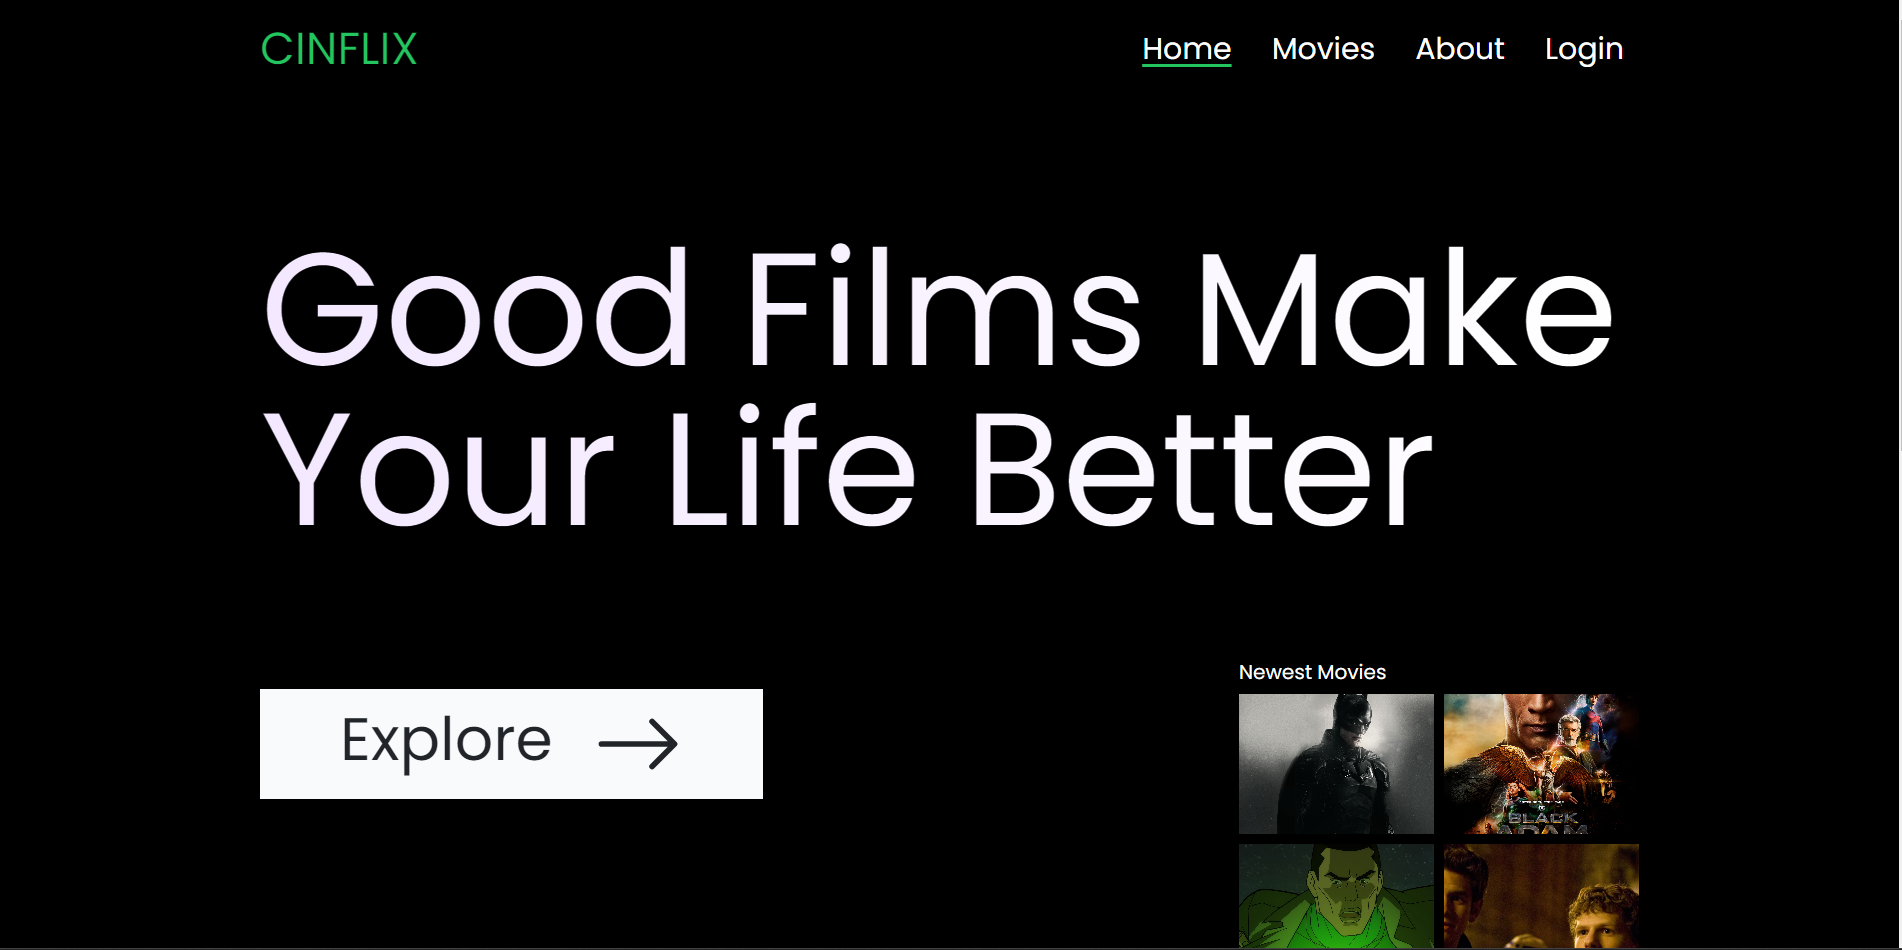 CINFLIX
Home Movies About Login
Good Films Make
Your Life Better
Explore
Newest Movies
BLACK
ADAM